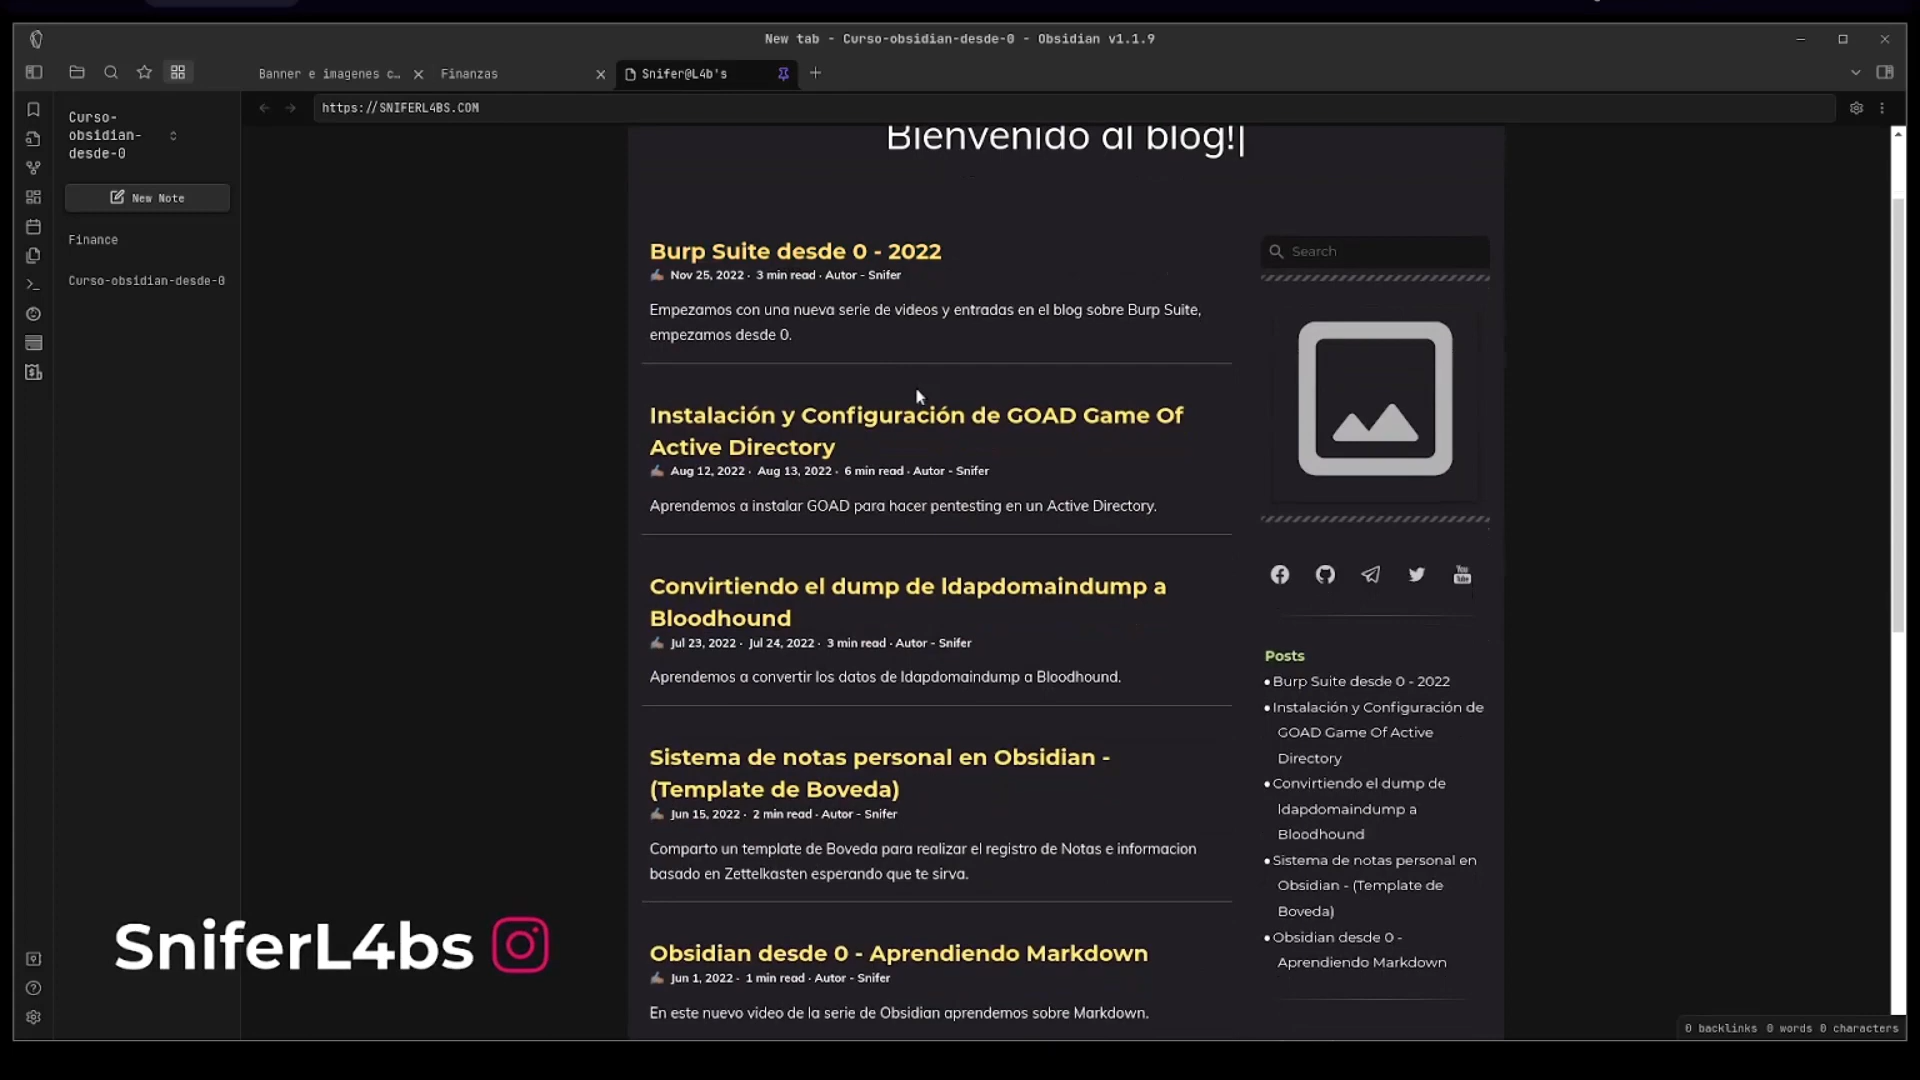 New tab - Curso-obsidian-desde-0 - Obsidian v1.1.9
Banner e imagenes c…
Finanzas
Snifer@L4b's
https://SNIFERL4BS.COM
Curso-
obsidian-
desde-0
New Note
Finance
Curso-obsidian-desde-0
Bienvenido al blog!|
Burp Suite desde 0 - 2022
Nov 25, 2022 · 3 min read · Autor - Snifer
Empezamos con una nueva serie de videos y entradas en el blog sobre Burp Suite,
empezamos desde 0.
Instalación y Configuración de GOAD Game Of
Active Directory
Aug 12, 2022 · Aug 13, 2022 · 6 min read · Autor - Snifer
Aprendemos a instalar GOAD para hacer pentesting en un Active Directory.
Convirtiendo el dump de ldapdomaindump a
Bloodhound
Jul 23, 2022 · Jul 24, 2022 · 3 min read · Autor - Snifer
Aprendemos a convertir los datos de ldapdomaindump a Bloodhound.
Sistema de notas personal en Obsidian -
(Template de Boveda)
Jun 15, 2022 · 2 min read · Autor - Snifer
Comparto un template de Boveda para realizar el registro de Notas e informacion
basado en Zettelkasten esperando que te sirva.
Obsidian desde 0 - Aprendiendo Markdown
Jun 1, 2022 · 1 min read · Autor - Snifer
En este nuevo video de la serie de Obsidian aprendemos sobre Markdown.
Search
You
Tube
Posts
Burp Suite desde 0 - 2022
Instalación y Configuración de
GOAD Game Of Active
Directory
Convirtiendo el dump de
ldapdomaindump a
Bloodhound
Sistema de notas personal en
Obsidian - (Template de
Boveda)
Obsidian desde 0 -
Aprendiendo Markdown
SniferL4bs
0 backlinks 0 words 0 characters